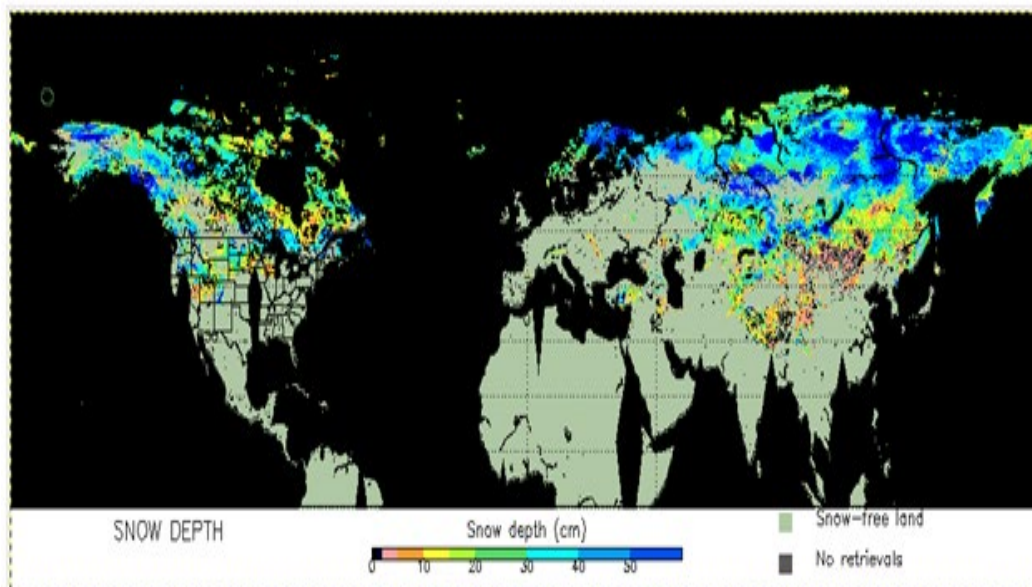 SNOW DEPTH
Snow depth (cm)
0 10 20 30 40 50
Snow-free land
No retrievals